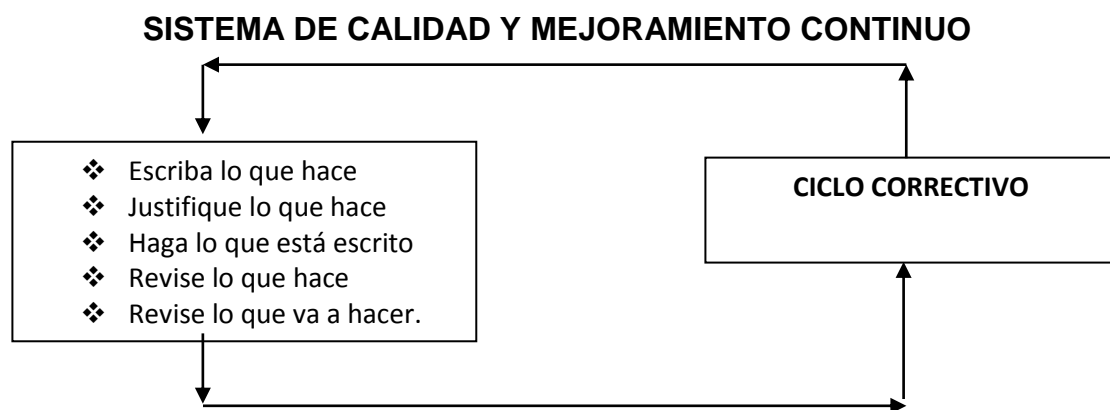 SISTEMA DE CALIDAD Y MEJORAMIENTO CONTINUO
❖ Escriba lo que hace
❖ Justifique lo que hace
❖ Haga lo que está escrito
❖ Revise lo que hace
❖ Revise lo que va a hacer.
CICLO CORRECTIVO